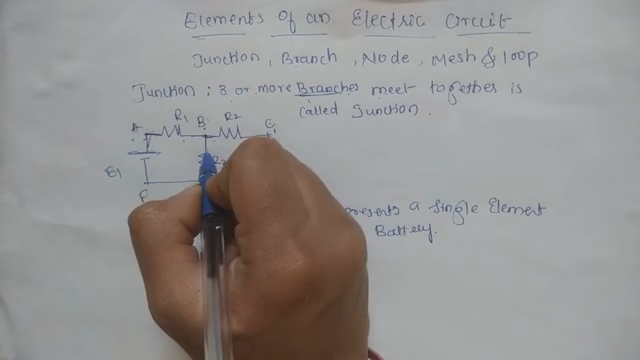 Elements of an Electric Circuit
Junction, Branch, Node, Mesh & loop
Junction : 3 or more Branches meet together is
called Junction.
R1 R2
A B C
E1
F
a Single Element
Battery.